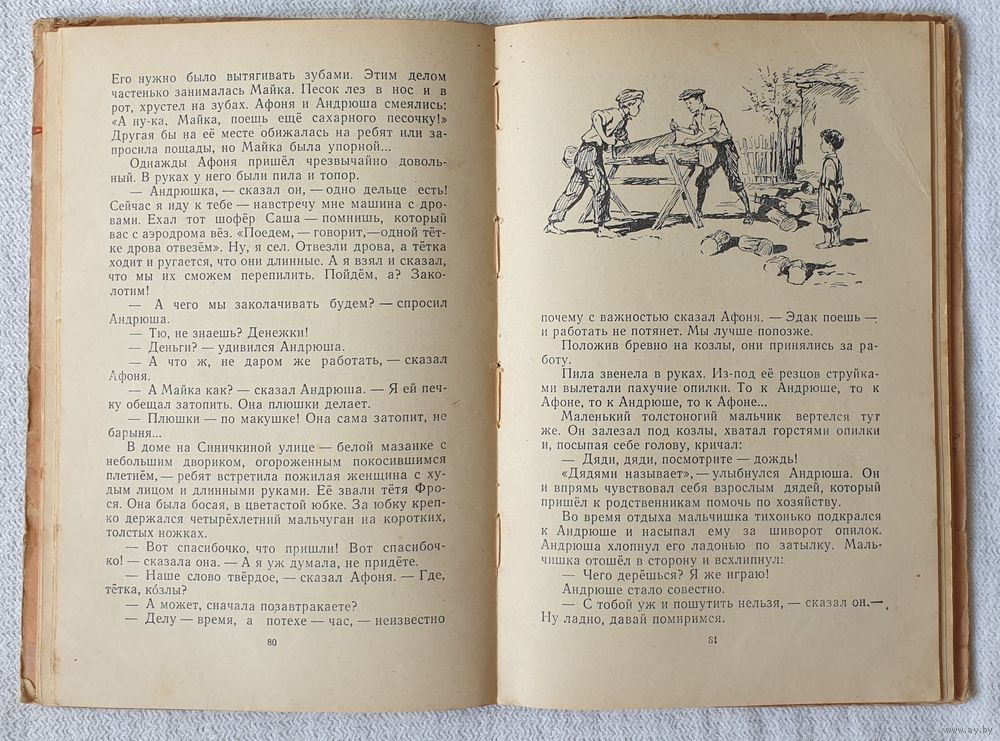 Его нужно было вытягивать зубами. Этим делом
частенько занималась Майка. Песок лез в нос и в
рот, хрустел на зубах. Афоня и Андрюша смеялись:
«А ну-ка, Майка, поешь ещё сахарного песочку!»
Другая бы на её месте обижалась на ребят или за-
просила пощады, но Майка была упорной...
Однажды Афоня пришёл чрезвычайно доволь-
ный. В руках у него были пила и топор.
— Андрюшка, — сказал он, — одно дельце есть!
Сейчас я иду к тебе — навстречу мне машина с дро-
вами. Ехал тот шофёр Саша — помнишь, который
вас с аэродрома вёз. «Поедем, — говорит,—одной тёт-
ке дрова отвезём». Ну, я сел. Отвезли дрова, а тётка
ходит и ругается, что они длинные. А я взял и сказал,
что мы их сможем перепилить. Пойдём, а? Зако-
лотим!
— А чего мы заколачивать будем? — спросил
Андрюша.
— Тю, не знаешь? Денежки!
— Деньги? — удивился Андрюша.
— А что ж, не даром же работать, — сказал
Афоня.
— А Майка как? — сказал Андрюша. — Я ей печ-
ку обещал затопить. Она плюшки делает.
— Плюшки — по макушке! Она сама затопит, не
барыня...
В доме на Синичкиной улице — белой мазанке с
небольшим двориком, огороженным покосившимся
плетнём, — ребят встретила пожилая женщина с ху-
дым лицом и длинными руками. Её звали тётя Фро-
ся. Она была босая, в цветастой юбке. За юбку креп-
ко держался четырёхлетний мальчуган на коротких,
толстых ножках.
— Вот спасибочко, что пришли! Вот спасибоч-
ко! — сказала она. — А я уж думала, не придёте.
— Наше слово твёрдое, — сказал Афоня. — Где,
тётка, ко́злы?
— А может, сначала позавтракаете?
— Делу — время, а потехе — час, — неизвестно
80
почему с важностью сказал Афоня. — Эдак поешь —
и работать не потянет. Мы лучше попозже.
Положив бревно на козлы, они принялись за ра-
боту.
Пила звенела в руках. Из-под её резцов струйка-
ми вылетали пахучие опилки. То к Андрюше, то к
Афоне, то к Андрюше, то к Афоне...
Маленький толстоногий мальчик вертелся тут
же. Он залезал под козлы, хватал горстями опилки
и, посыпая себе голову, кричал:
— Дяди, дяди, посмотрите — дождь!
«Дядями называет», — улыбнулся Андрюша. Он
и впрямь чувствовал себя взрослым дядей, который
пришёл к родственникам помочь по хозяйству.
Во время отдыха мальчишка тихонько подкрался
к Андрюше и насыпал ему за шиворот опилок.
Андрюша хлопнул его ладонью по затылку. Маль-
чишка отошёл в сторону и всхлипнул:
— Чего дерёшься? Я же играю!
Андрюше стало совестно.
— С тобой уж и пошутить нельзя, — сказал он.—
Ну ладно, давай помиримся.
81
www.ay.by